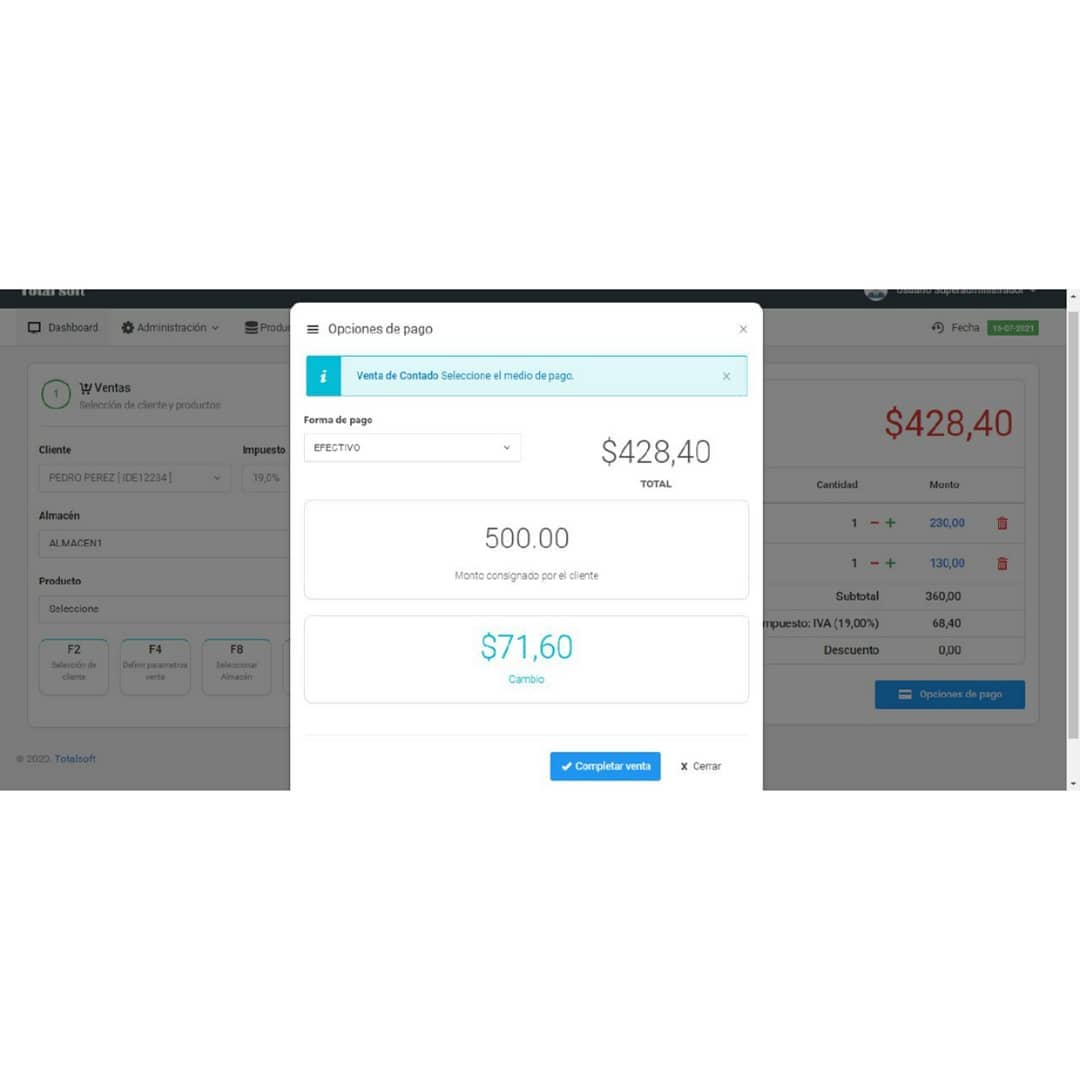 Total soft
Usuario Superadministrador
Dashboard
Administración
Produ
Fecha
16-07-2021
Opciones de pago
Venta de Contado Seleccione el medio de pago.
Forma de pago
EFECTIVO
$428,40
TOTAL
500.00
Monto consignado por el cliente
$71,60
Cambio
Completar venta
X Cerrar
1
Ventas
Selección de cliente y productos
Cliente
Impuesto
PEDRO PEREZ [ IDE12234 ]
19,0%
Almacén
ALMACEN1
Producto
Seleccione
F2
Selección de
cliente
F4
Definir parametros
venta
F8
Seleccionar
Almacén
$428,40
Cantidad Monto
1 - + 230,00
1 - + 130,00
Subtotal 360,00
mpuesto: IVA (19,00%) 68,40
Descuento 0,00
Opciones de pago
© 2020. Totalsoft